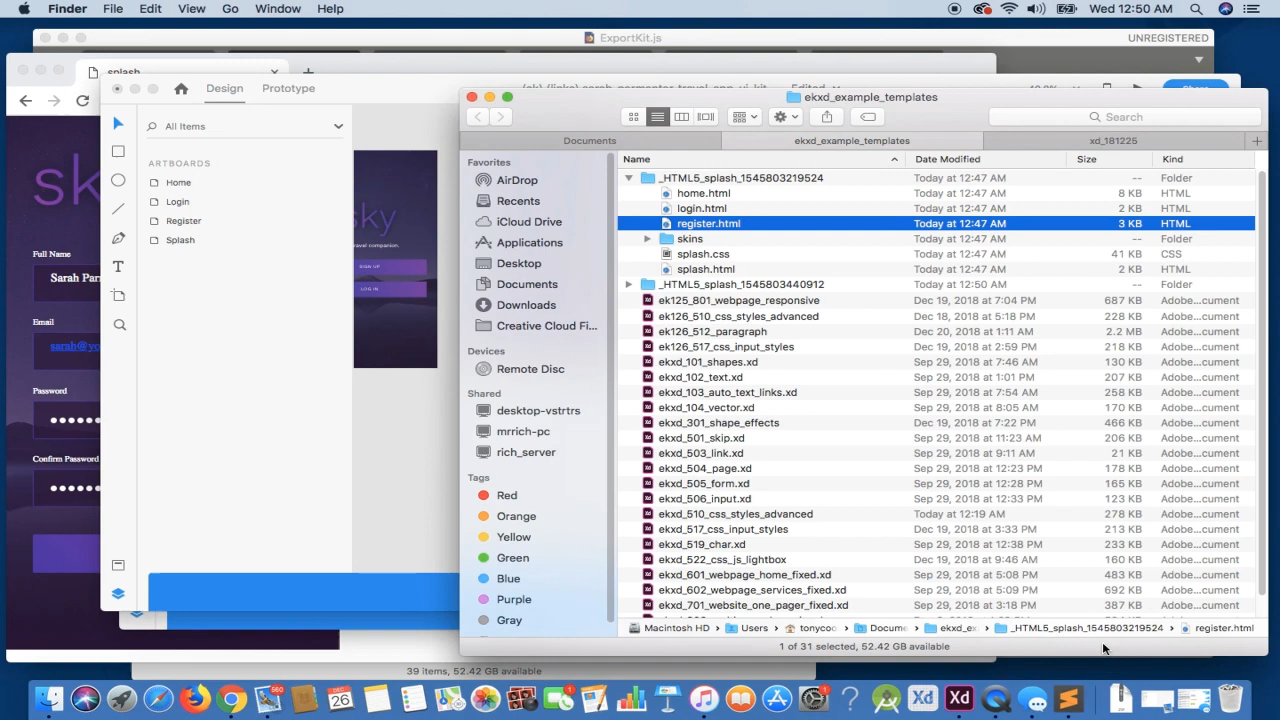 Finder File Edit View Go Window Help Wed 12:50 AM
ExportKit.js UNREGISTERED
splash
Design Prototype
ekxd_example_templates
Search
Documents ekxd_example_templates xd_181225
All Items
ARTBOARDS
Home
Login
Register
Splash
sky
travel companion.
SIGN UP
LOG IN
sk
Full Name
Sarah Par
Email
sarah@yo
Password
Confirm Password
Favorites
AirDrop
Recents
iCloud Drive
Applications
Desktop
Documents
Downloads
Creative Cloud Fi...
Devices
Remote Disc
Shared
desktop-vstrtrs
mrrich-pc
rich_server
Tags
Red
Orange
Yellow
Green
Blue
Purple
Gray
Name Date Modified Size Kind
_HTML5_splash_1545803219524 Today at 12:47 AM -- Folder
home.html Today at 12:47 AM 8 KB HTML
login.html Today at 12:47 AM 2 KB HTML
register.html Today at 12:47 AM 3 KB HTML
skins Today at 12:47 AM -- Folder
splash.css Today at 12:47 AM 41 KB CSS
splash.html Today at 12:47 AM 2 KB HTML
_HTML5_splash_1545803440912 Today at 12:50 AM -- Folder
ek125_801_webpage_responsive Dec 19, 2018 at 7:04 PM 687 KB Adobe...cument
ek126_510_css_styles_advanced Dec 18, 2018 at 5:18 PM 228 KB Adobe...cument
ek126_512_paragraph Dec 20, 2018 at 1:11 AM 2.2 MB Adobe...cument
ek126_517_css_input_styles Dec 19, 2018 at 2:59 PM 218 KB Adobe...cument
ekxd_101_shapes.xd Sep 29, 2018 at 7:46 AM 130 KB Adobe...cument
ekxd_102_text.xd Sep 29, 2018 at 1:01 PM 207 KB Adobe...cument
ekxd_103_auto_text_links.xd Sep 29, 2018 at 7:54 AM 258 KB Adobe...cument
ekxd_104_vector.xd Sep 29, 2018 at 8:05 AM 170 KB Adobe...cument
ekxd_301_shape_effects Dec 19, 2018 at 7:22 PM 466 KB Adobe...cument
ekxd_501_skip.xd Sep 29, 2018 at 11:23 AM 206 KB Adobe...cument
ekxd_503_link.xd Sep 29, 2018 at 9:11 AM 21 KB Adobe...cument
ekxd_504_page.xd Sep 29, 2018 at 12:23 PM 178 KB Adobe...cument
ekxd_505_form.xd Sep 29, 2018 at 12:28 PM 165 KB Adobe...cument
ekxd_506_input.xd Sep 29, 2018 at 12:33 PM 123 KB Adobe...cument
ekxd_510_css_styles_advanced Today at 12:19 AM 278 KB Adobe...cument
ekxd_517_css_input_styles Dec 19, 2018 at 3:33 PM 213 KB Adobe...cument
ekxd_519_char.xd Sep 29, 2018 at 12:38 PM 233 KB Adobe...cument
ekxd_522_css_js_lightbox Dec 19, 2018 at 9:46 AM 160 KB Adobe...cument
ekxd_601_webpage_home_fixed.xd Sep 29, 2018 at 5:08 PM 483 KB Adobe...cument
ekxd_602_webpage_services_fixed.xd Sep 29, 2018 at 5:09 PM 692 KB Adobe...cument
ekxd_701_website_one_pager_fixed.xd Sep 29, 2018 at 3:18 PM 387 KB Adobe...cument
Macintosh HD Users tonycoo Docume ekxd_ex _HTML5_splash_1545803219524 register.html
1 of 31 selected, 52.42 GB available
39 items, 52.42 GB available